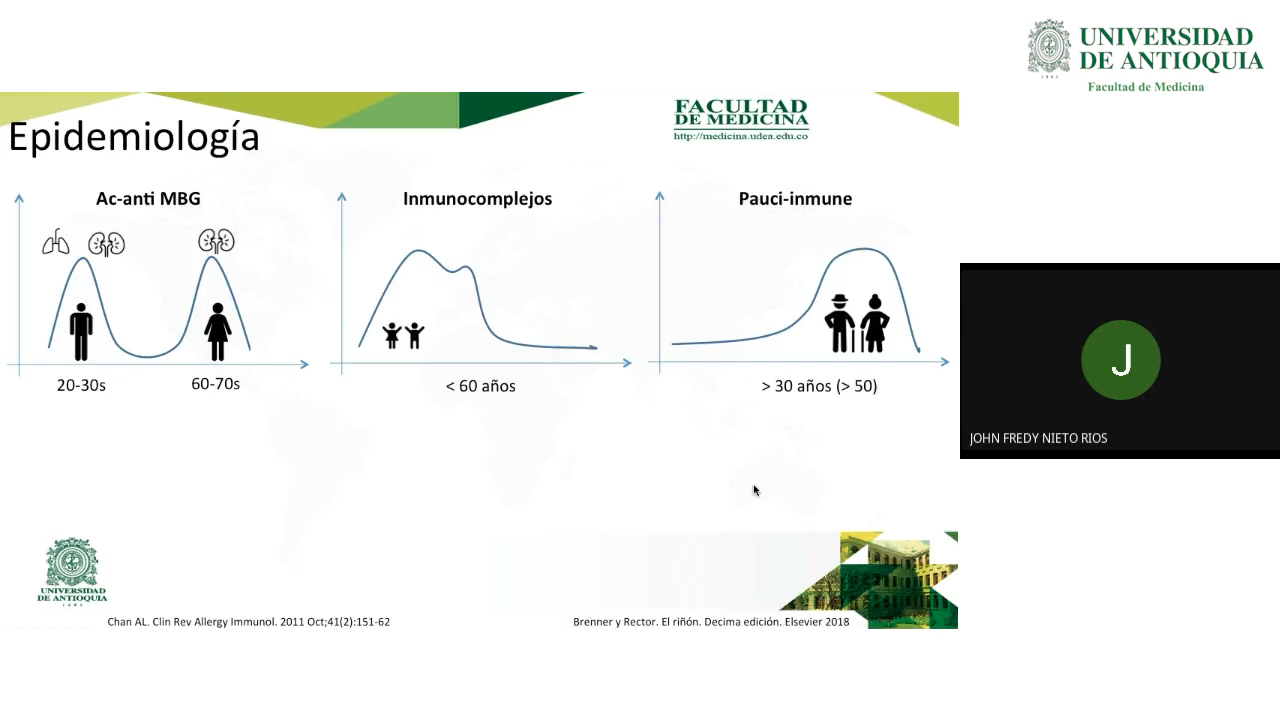 UNIVERSIDAD
DE ANTIOQUIA
1803
Facultad de Medicina
FACULTAD
DE MEDICINA
http://medicina.udea.edu.co
Epidemiología
Ac-anti MBG
Inmunocomplejos
Pauci-inmune
20-30s
60-70s
< 60 años
> 30 años (> 50)
J
JOHN FREDY NIETO RIOS
UNIVERSIDAD
DE ANTIOQUIA
1803
Chan AL. Clin Rev Allergy Immunol. 2011 Oct;41(2):151-62
Brenner y Rector. El riñón. Decima edición. Elsevier 2018